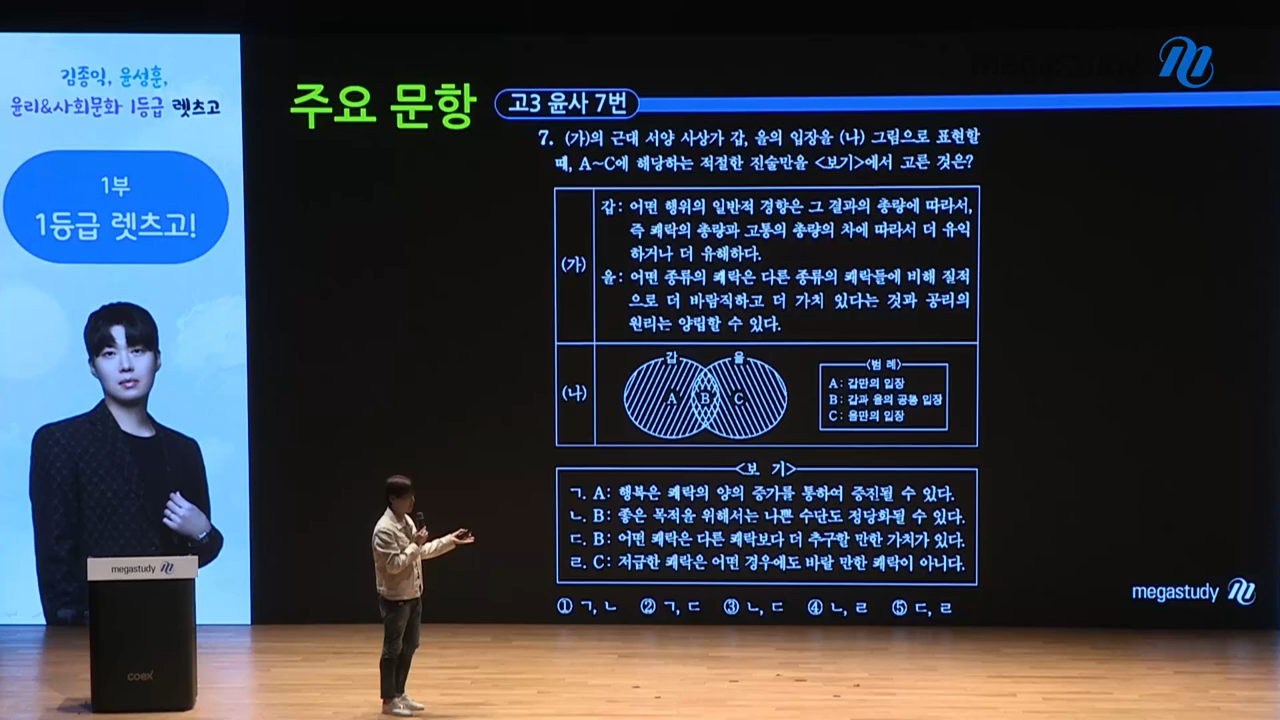 김종익, 윤성훈,
윤리&사회문화 1등급 렛츠고
1부
1등급 렛츠고!
megastudy
coex
주요 문항
고3 윤사 7번
7. (가)의 근대 서양 사상가 갑, 을의 입장을 (나) 그림으로 표현할
때, A~C에 해당하는 적절한 진술만을 <보기>에서 고른 것은?
(가)
갑: 어떤 행위의 일반적 경향은 그 결과의 총량에 따라서,
즉 쾌락의 총량과 고통의 총량의 차에 따라서 더 유익
하거나 더 유해하다.
을: 어떤 종류의 쾌락은 다른 종류의 쾌락들에 비해 질적
으로 더 바람직하고 더 가치 있다는 것과 공리의
원리는 양립할 수 있다.
(나)
갑 을
A B C
<범 례>
A: 갑만의 입장
B: 갑과 을의 공통 입장
C: 을만의 입장
<보 기>
ㄱ. A: 행복은 쾌락의 양의 증가를 통하여 증진될 수 있다.
ㄴ. B: 좋은 목적을 위해서는 나쁜 수단도 정당화될 수 있다.
ㄷ. B: 어떤 쾌락은 다른 쾌락보다 더 추구할 만한 가치가 있다.
ㄹ. C: 저급한 쾌락은 어떤 경우에도 바랄 만한 쾌락이 아니다.
① ㄱ, ㄴ ② ㄱ, ㄷ ③ ㄴ, ㄷ ④ ㄴ, ㄹ ⑤ ㄷ, ㄹ
megastudy